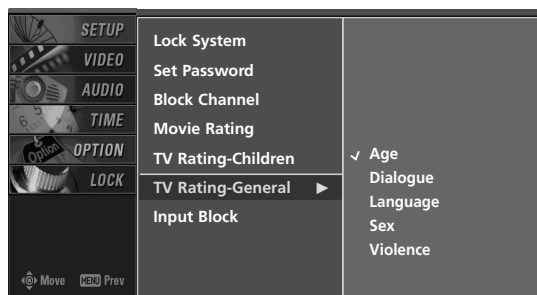 SETUP
VIDEO
AUDIO
TIME
Option OPTION
LOCK
Move MENU Prev
Lock System
Set Password
Block Channel
Movie Rating
TV Rating-Children
TV Rating-General ▶
Input Block
✓ Age
Dialogue
Language
Sex
Violence